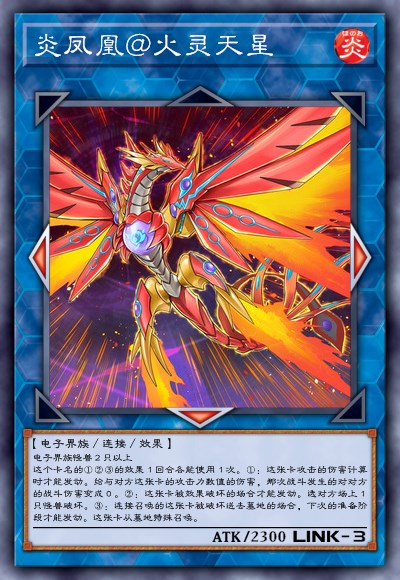 炎凤凰@火灵天星
ほのお
炎
【电子界族/连接/效果】
电子界族怪兽2只以上
这个卡名的①②③的效果1回合各能使用1次。①：这张卡攻击的伤害计算
时才能发动。给与对方这张卡的攻击力数值的伤害，那次战斗发生的对对方
的战斗伤害变成0。②：这张卡被效果破坏的场合才能发动。选对方场上1
只怪兽破坏。③：连接召唤的这张卡被破坏送去墓地的场合，下次的准备阶
段才能发动。这张卡从墓地特殊召唤。
ATK/2300 LINK-3